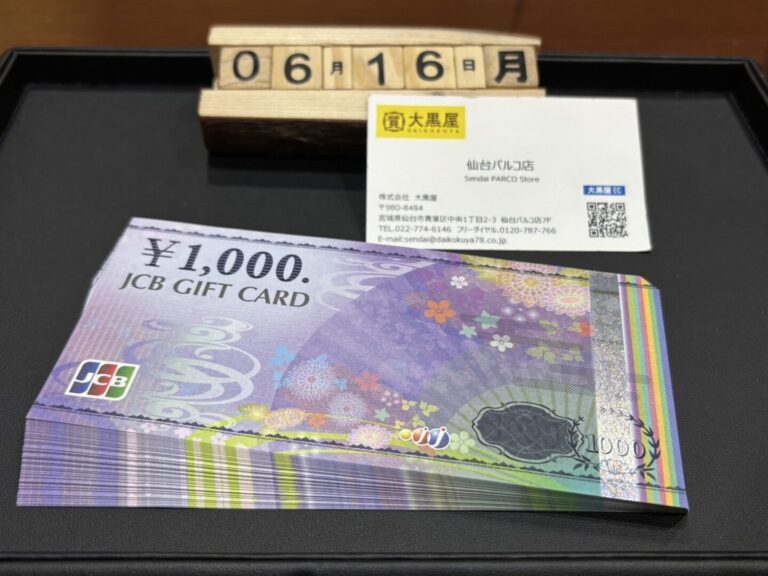 06月16日月
質 大黒屋
DAIKOKUYA
仙台パルコ店
Sendai PARCO Store
大黒屋 EC
株式会社 大黒屋
〒980-8484
宮城県仙台市青葉区中央1丁目2-3 仙台パルコ店7F
TEL.022-774-6146 フリーダイヤル.0120-787-766
E-mail:sendai@daikokuya78.co.jp
¥1,000.
JCB GIFT CARD
JCB
1000